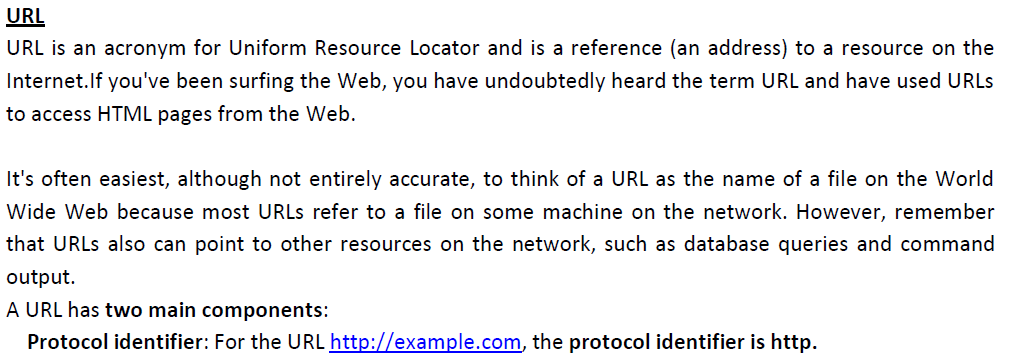 URL
URL is an acronym for Uniform Resource Locator and is a reference (an address) to a resource on the
Internet.If you've been surfing the Web, you have undoubtedly heard the term URL and have used URLs
to access HTML pages from the Web.
It's often easiest, although not entirely accurate, to think of a URL as the name of a file on the World
Wide Web because most URLs refer to a file on some machine on the network. However, remember
that URLs also can point to other resources on the network, such as database queries and command
output.
A URL has two main components:
Protocol identifier: For the URL http://example.com, the protocol identifier is http.